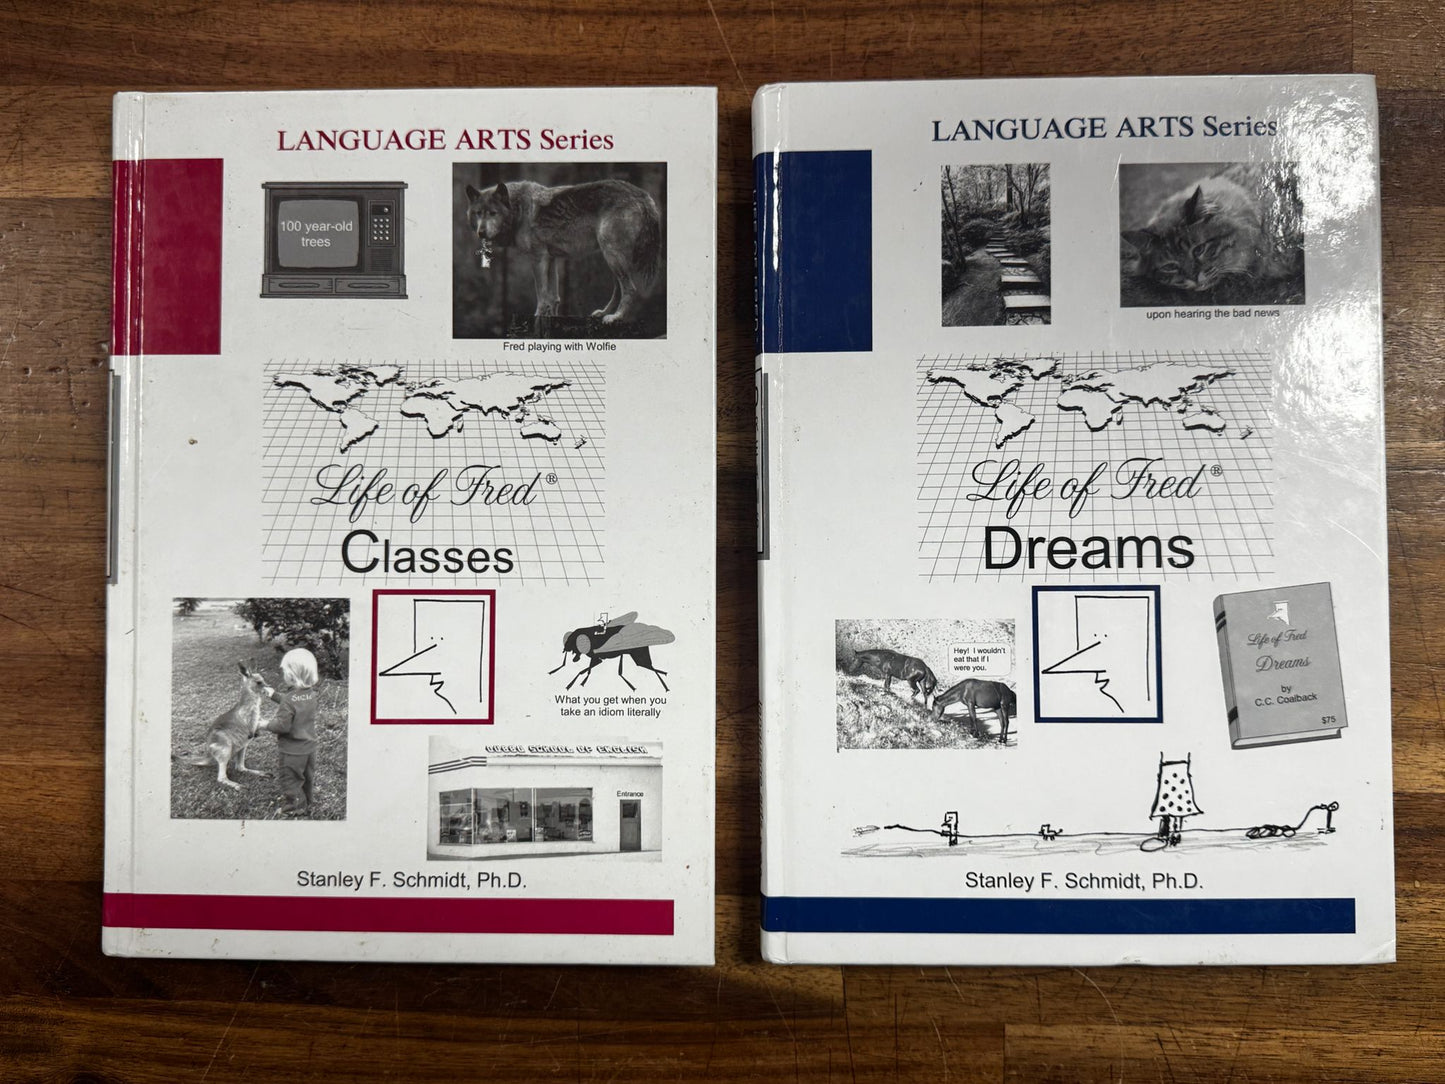 LANGUAGE ARTS Series
100 year-old
trees
Fred playing with Wolfie
Life of Fred®
Classes
What you get when you
take an idiom literally
SCHOOL OF ENGLISH
Entrance
Stanley F. Schmidt, Ph.D.
LANGUAGE ARTS Series
upon hearing the bad news
Life of Fred®
Dreams
Hey! I wouldn't
eat that if I
were you.
Life of Fred
Dreams
by
C.C. Coalback
$75
Stanley F. Schmidt, Ph.D.